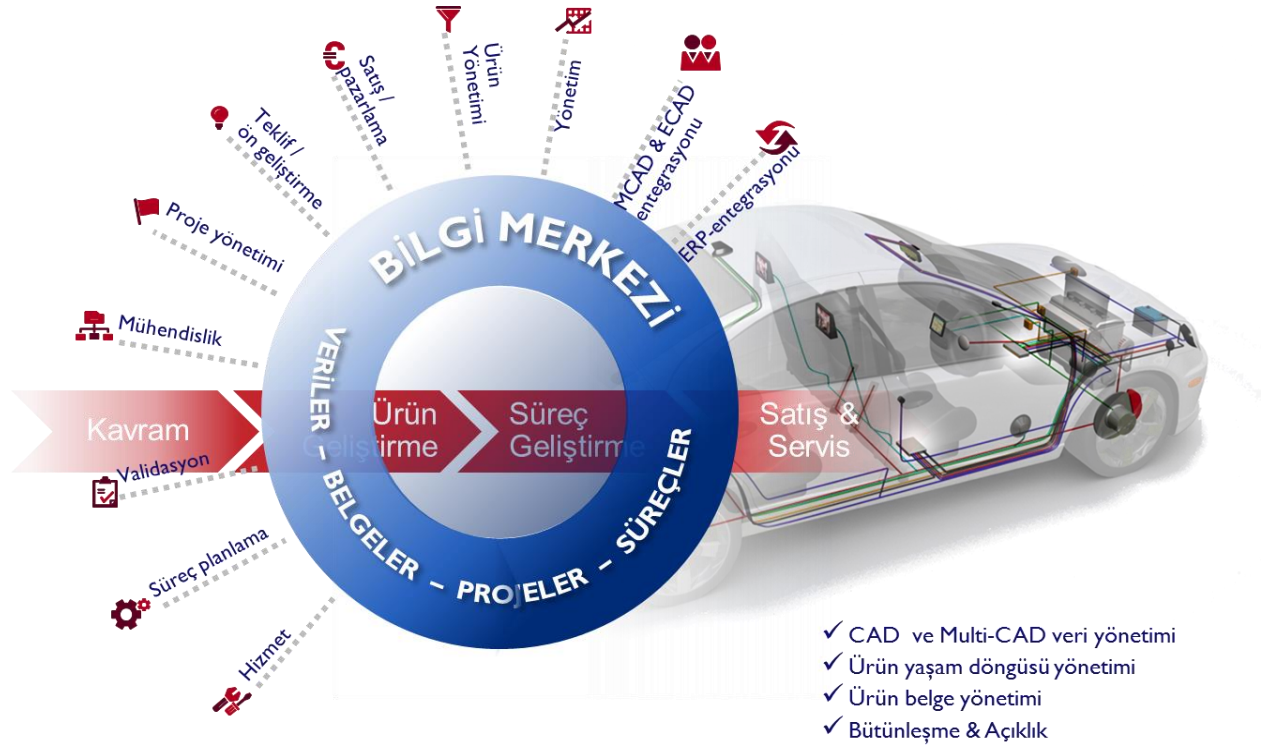 Satış /
pazarlama
Ürün
Yönetimi
Yönetim
MCAD & ECAD
entegrasyonu
ERP-entegrasyonu
Teklif /
ön geliştirme
Proje yönetimi
Mühendislik
Validasyon
Süreç planlama
Hizmet
BİLGİ MERKEZİ
VERİLER – BELGELER – PROJELER – SÜREÇLER
Kavram
Ürün
Geliştirme
Süreç
Geliştirme
Satış &
Servis
✓ CAD ve Multi-CAD veri yönetimi
✓ Ürün yaşam döngüsü yönetimi
✓ Ürün belge yönetimi
✓ Bütünleşme & Açıklık